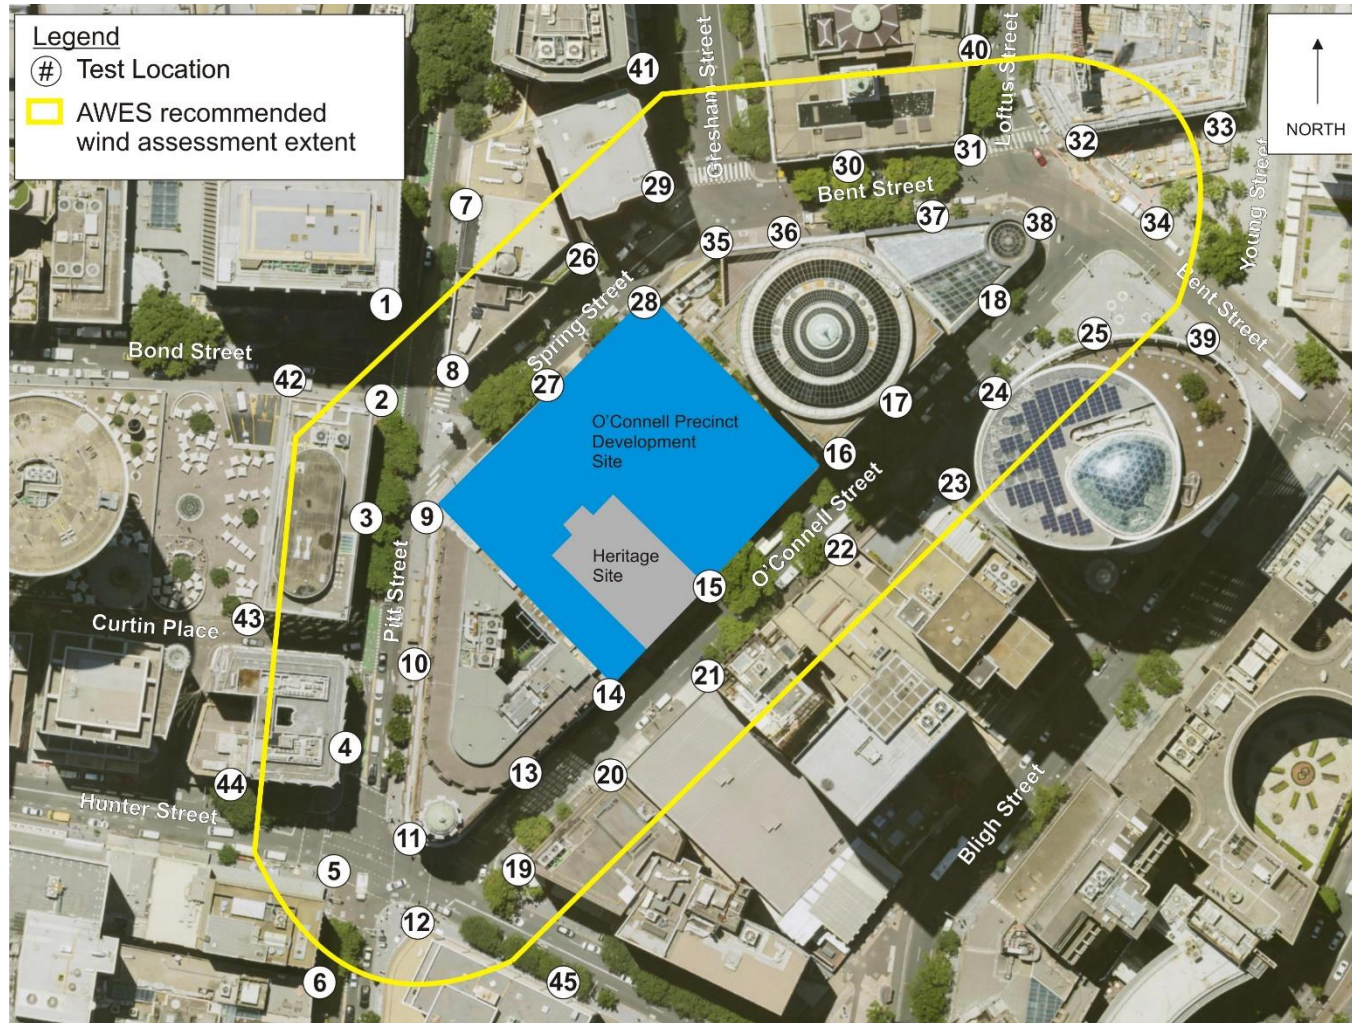 Legend
# Test Location
AWES recommended
wind assessment extent
NORTH
41
40
Gresham Street
Loftus Street
33
32
31
30
29
Bent Street
7
37
38
34
Young Street
36
35
26
1
28
18
Bent Street
Spring Street
Bond Street
25
39
8
42
27
2
24
17
O'Connell Precinct
Development
Site
16
23
3
9
22
O'Connell Street
Heritage
Site
15
Pitt Street
43
Curtin Place
10
21
14
4
13
20
44
Hunter Street
Bligh Street
11
5
19
12
6
45